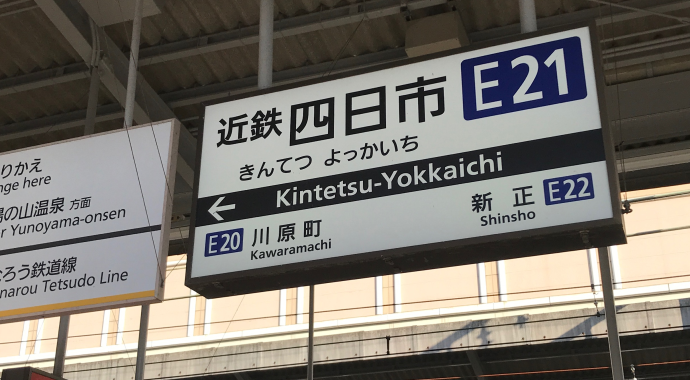 りかえ
nge here
の山温泉 方面
Yunoyama-onsen
なろう鉄道線
narou Tetsudo Line
近鉄 四日市 E21
きんてつ よっかいち
← Kintetsu-Yokkaichi
E20 川原町
Kawaramachi
新正 E22
Shinsho